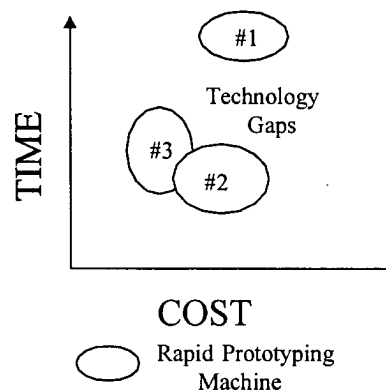 #1
Technology
Gaps
#3
#2
TIME
COST
Rapid Prototyping
Machine